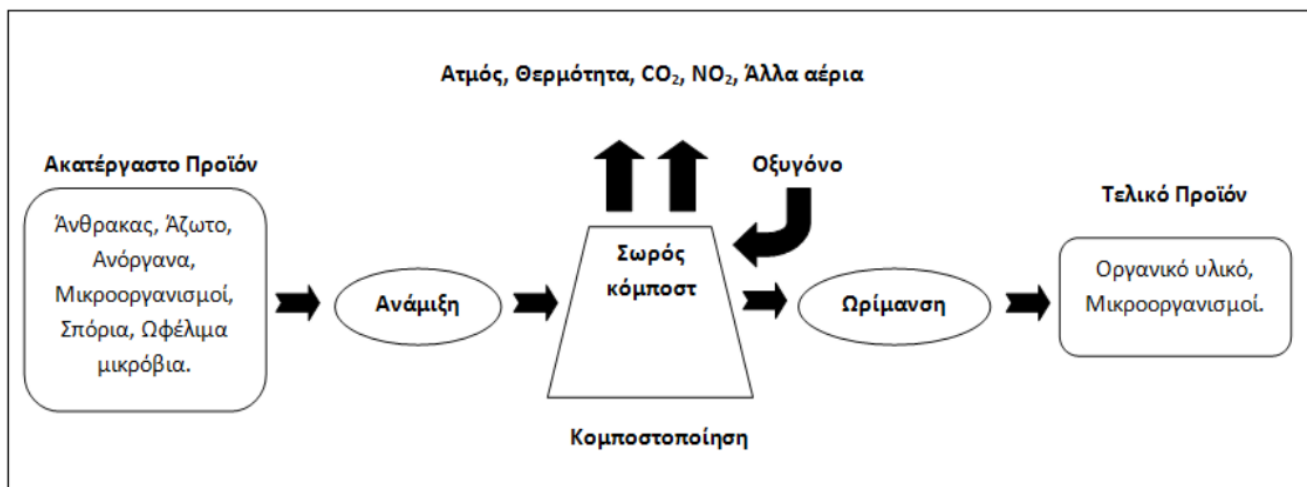 Ατμός, Θερμότητα, CO₂, NO₂, Άλλα αέρια
Ακατέργαστο Προϊόν
Άνθρακας, Άζωτο,
Ανόργανα,
Μικροοργανισμοί,
Σπόρια, Ωφέλιμα
μικρόβια.
Ανάμιξη
Σωρός
κόμποστ
Οξυγόνο
Κομποστοποίηση
Ωρίμανση
Τελικό Προϊόν
Οργανικό υλικό,
Μικροοργανισμοί.